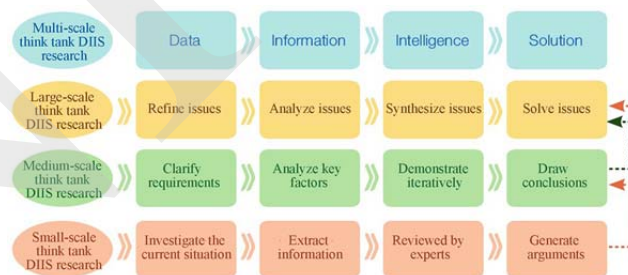 Multi-scale
think tank DIIS
research
Data
Information
Intelligence
Solution
Large-scale
think tank
DIIS research
Refine issues
Analyze issues
Synthesize issues
Solve issues
Medium-scale
think tank
DIIS research
Clarify
requirements
Analyze key
factors
Demonstrate
iteratively
Draw
conclusions
Small-scale
think tank
DIIS research
Investigate the
current situation
Extract
information
Reviewed by
experts
Generate
arguments